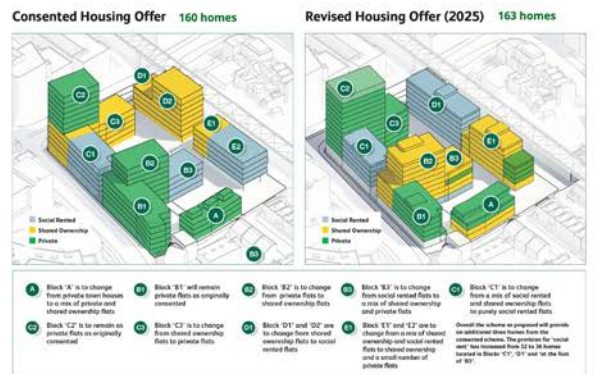 Consented Housing Offer 160 homes
Revised Housing Offer (2025) 163 homes
C2
D1
D2
C3
E1
E2
C1
B2
B3
B1
A
Social Rented
Shared Ownership
Private
B3
C2
D1
C3
E1
C1
B2
B3
B1
A
Social Rented
Shared Ownership
Private
A
Block 'A' is to change
from private town houses
to a mix of private and
shared ownership flats
B1
Block 'B1' will remain
private flats as originally
consented
B2
Block 'B2' is to change
from private flats to
shared ownership flats
B3
Block 'B3' is to change
from social rented flats to
a mix of shared ownership
and private flats
C1
Block 'C1' is to change
from a mix of social rented
and shared ownership flats
to purely social rented flats
C2
Block 'C2' is to remain as
private flats as originally
consented
C3
Block 'C3' is to change
from shared ownership
flats to private flats
D1
Block 'D1' and 'D2' are
to change from shared
ownership flats to social
rented flats
E1
Block 'E1' and 'E2' are to
change from a mix of shared
ownership and social rented
flats to shared ownership
and a small number of
private flats
Overall the scheme as proposed will provide
an additional three homes from the
consented scheme. The provision for 'social
rent' has increased from 32 to 36 homes
located in Blocks 'C1', 'D1' and 'at the foot
of 'B3'.